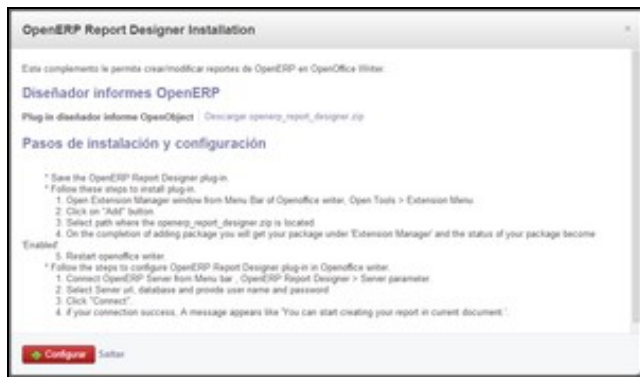 OpenERP Report Designer Installation
Este complemento le permite crear/modificar reportes de OpenERP en OpenOffice Writer.
Diseñador informes OpenERP
Plug-in diseñador informe OpenObject Descargar openerp_report_designer.zip
Pasos de instalación y configuración
* Save the OpenERP Report Designer plug-in.
* Follow these steps to install plug-in.
1. Open Extension Manager window from Menu Bar of Openoffice writer, Open Tools > Extension Menu.
2. Click on "Add" button.
3. Select path where the openerp_report_designer.zip is located.
4. On the completion of adding package you will get your package under 'Extension Manager' and the status of your package become
'Enabled'
5. Restart openoffice writer.
* Follow the steps to configure OpenERP Report Designer plug-in in Openoffice writer.
1. Connect OpenERP Server from Menu bar , OpenERP Report Designer > Server parameter.
2. Select Server url, database and provide user name and password
3. Click "Connect".
4. if your connection success, A message appears like 'You can start creating your report in current document.'.
Configurar Saltar